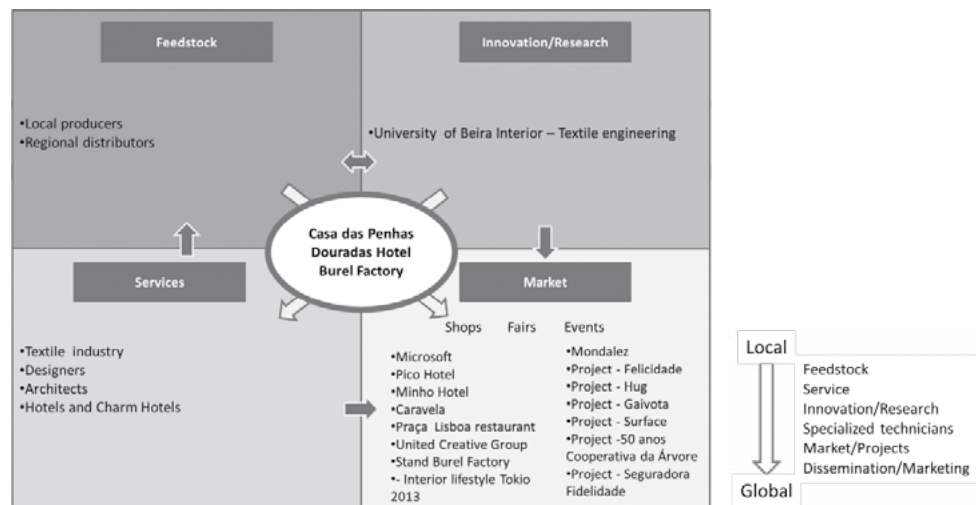 Feedstock
•Local producers
•Regional distributors
Innovation/Research
•University of Beira Interior – Textile engineering
Casa das Penhas
Douradas Hotel
Burel Factory
Services
•Textile industry
•Designers
•Architects
•Hotels and Charm Hotels
Market
Shops Fairs Events
•Microsoft
•Pico Hotel
•Minho Hotel
•Caravela
•Praça Lisboa restaurant
•United Creative Group
•Stand Burel Factory
•- Interior lifestyle Tokio
2013
•Mondalez
•Project - Felicidade
•Project - Hug
•Project - Gaivota
•Project - Surface
•Project -50 anos
Cooperativa da Árvore
•Project - Seguradora
Fidelidade
Local
Feedstock
Service
Innovation/Research
Specialized technicians
Market/Projects
Dissemination/Marketing
Global